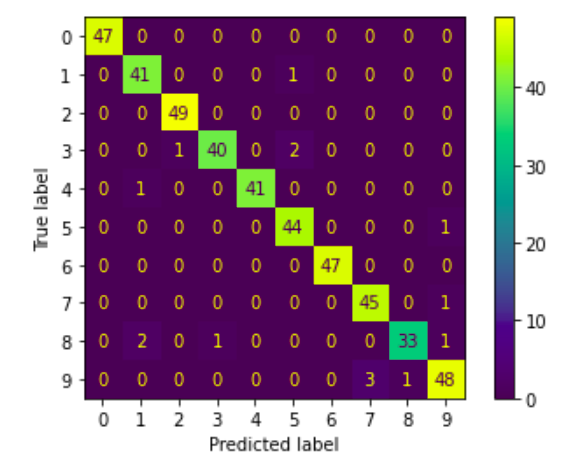 0 47 0 0 0 0 0 0 0 0 0
1 0 41 0 0 0 1 0 0 0 0
2 0 0 49 0 0 0 0 0 0 0
3 0 0 1 40 0 2 0 0 0 0
4 0 1 0 0 41 0 0 0 0 0
5 0 0 0 0 0 44 0 0 0 1
6 0 0 0 0 0 0 47 0 0 0
7 0 0 0 0 0 0 0 45 0 1
8 0 2 0 1 0 0 0 0 33 1
9 0 0 0 0 0 0 0 3 1 48
0 1 2 3 4 5 6 7 8 9
Predicted label
True label
40
30
20
10
0